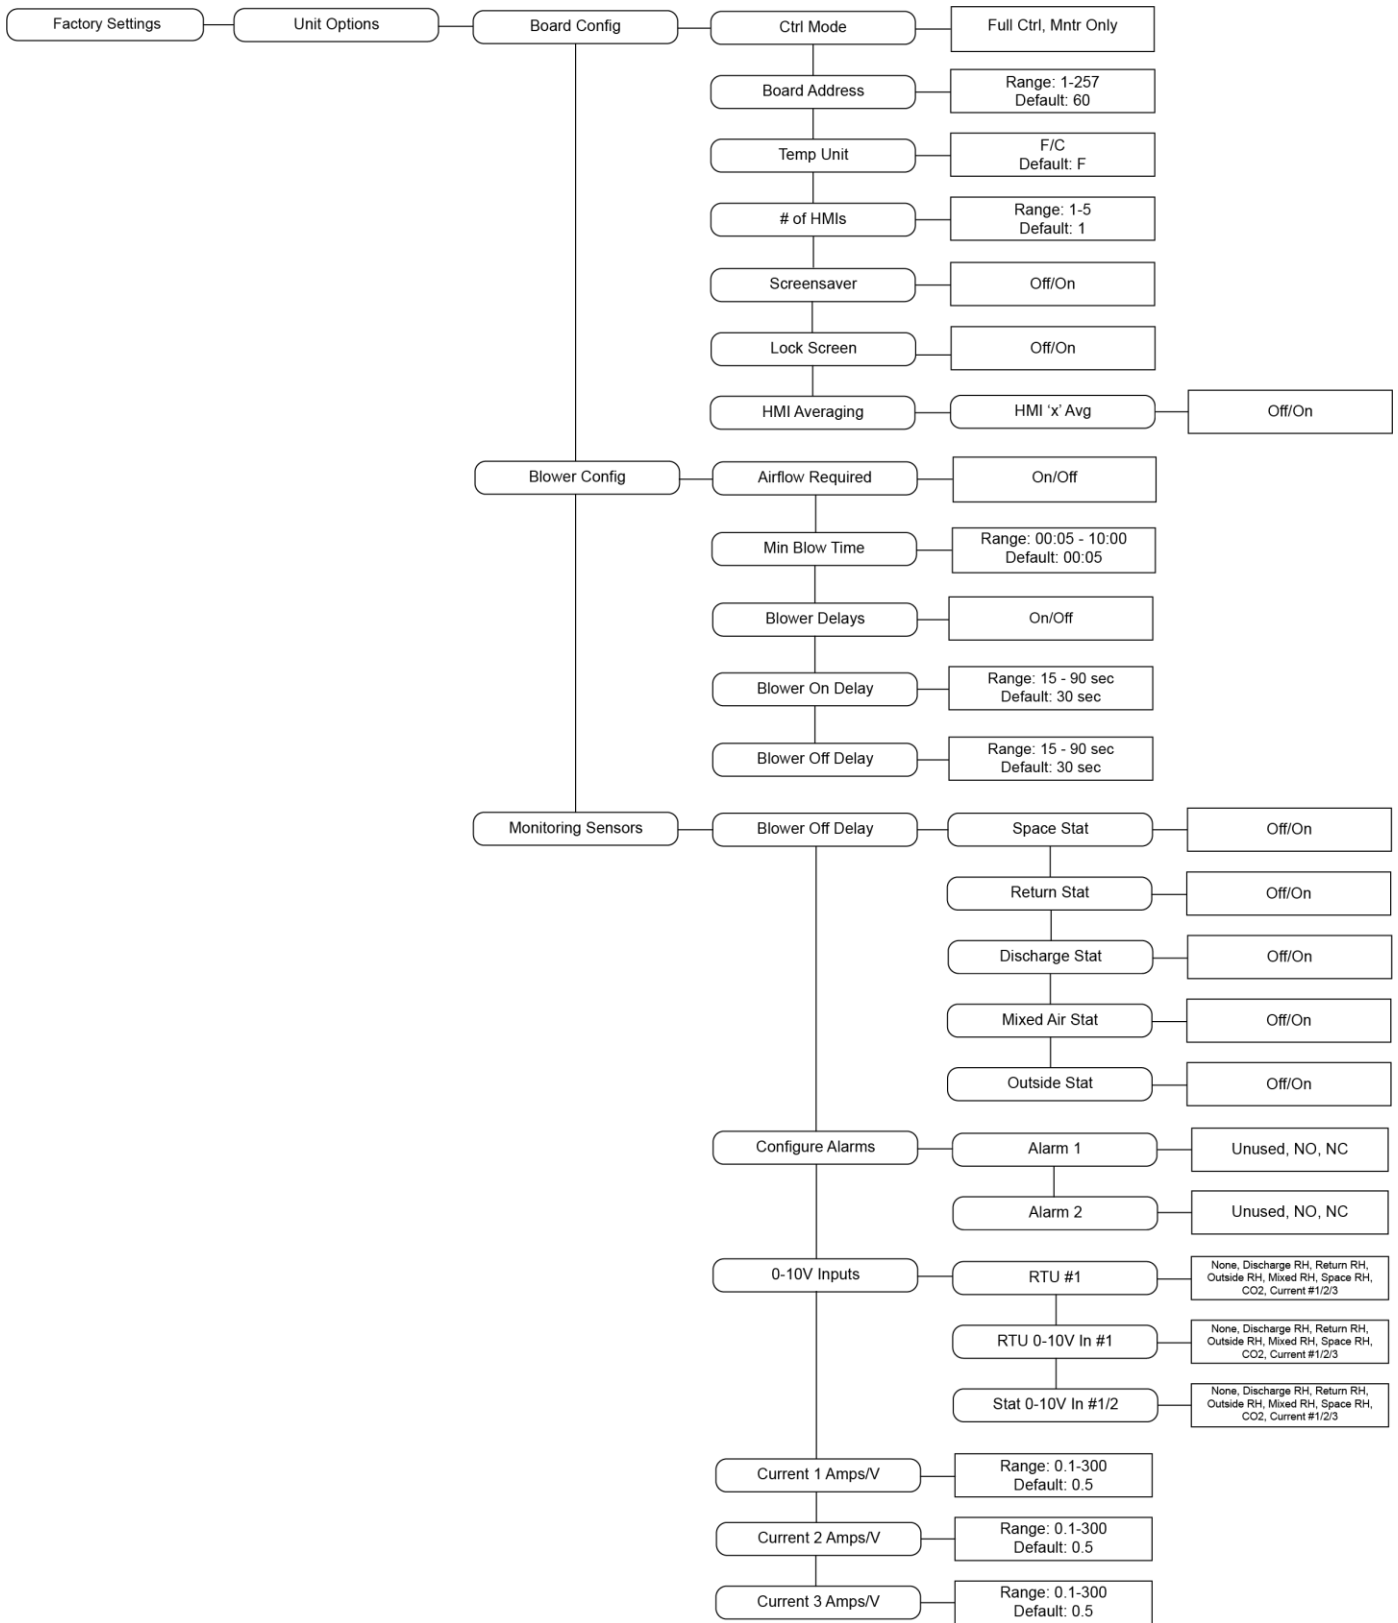 Factory Settings
Unit Options
Board Config
Ctrl Mode
Full Ctrl, Mntr Only
Board Address
Range: 1-257
Default: 60
Temp Unit
F/C
Default: F
# of HMIs
Range: 1-5
Default: 1
Screensaver
Off/On
Lock Screen
Off/On
HMI Averaging
HMI ‘x’ Avg
Off/On
Blower Config
Airflow Required
On/Off
Min Blow Time
Range: 00:05 - 10:00
Default: 00:05
Blower Delays
On/Off
Blower On Delay
Range: 15 - 90 sec
Default: 30 sec
Blower Off Delay
Range: 15 - 90 sec
Default: 30 sec
Monitoring Sensors
Blower Off Delay
Space Stat
Off/On
Return Stat
Off/On
Discharge Stat
Off/On
Mixed Air Stat
Off/On
Outside Stat
Off/On
Configure Alarms
Alarm 1
Unused, NO, NC
Alarm 2
Unused, NO, NC
0-10V Inputs
RTU #1
None, Discharge RH, Return RH,
Outside RH, Mixed RH, Space RH,
CO2, Current #1/2/3
RTU 0-10V In #1
None, Discharge RH, Return RH,
Outside RH, Mixed RH, Space RH,
CO2, Current #1/2/3
Stat 0-10V In #1/2
None, Discharge RH, Return RH,
Outside RH, Mixed RH, Space RH,
CO2, Current #1/2/3
Current 1 Amps/V
Range: 0.1-300
Default: 0.5
Current 2 Amps/V
Range: 0.1-300
Default: 0.5
Current 3 Amps/V
Range: 0.1-300
Default: 0.5